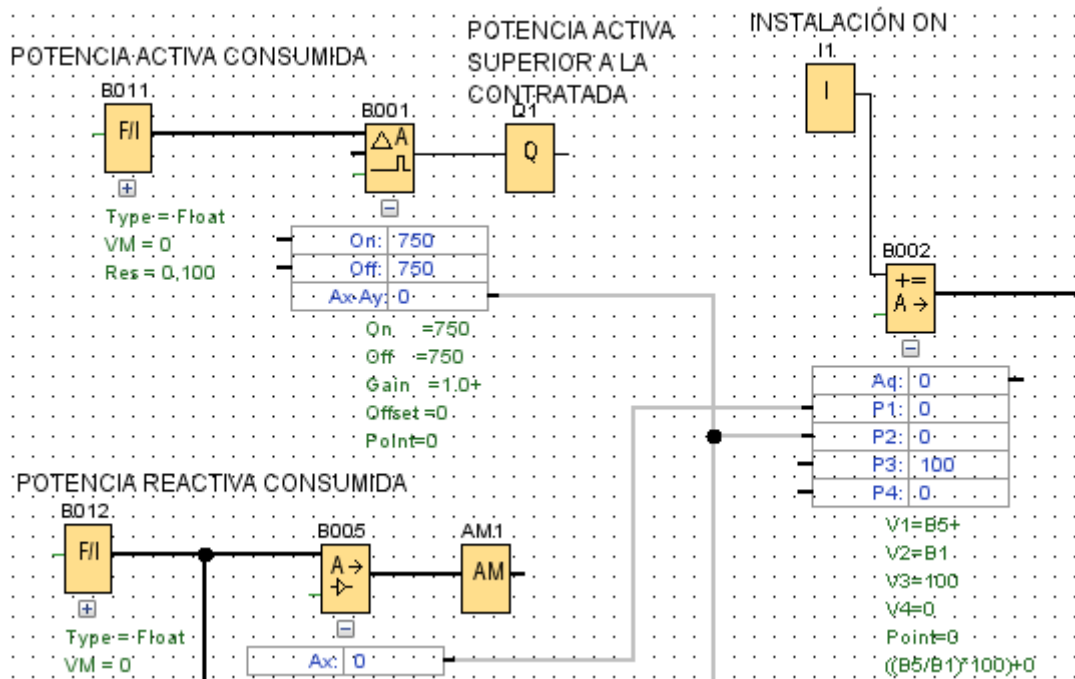 POTENCIA ACTIVA CONSUMIDA
B011
F/I
Type = Float
VM = 0
Res = 0,100
POTENCIA ACTIVA
SUPERIOR A LA
CONTRATADA
B001
A
Q1
Q
On: 750
Off: 750
Ax-Ay: 0
On =750
Off =750
Gain =1.0+
Offset =0
Point=0
INSTALACIÓN ON
I1
I
B002
+=
A→
Aq: 0
P1: 0
P2: 0
P3: 100
P4: 0
V1=B5+
V2=B1
V3=100
V4=0
Point=0
((B5/B1)*100)+0
POTENCIA REACTIVA CONSUMIDA
B012
F/I
Type = Float
VM = 0
B005
A→
AM1
AM
Ax: 0